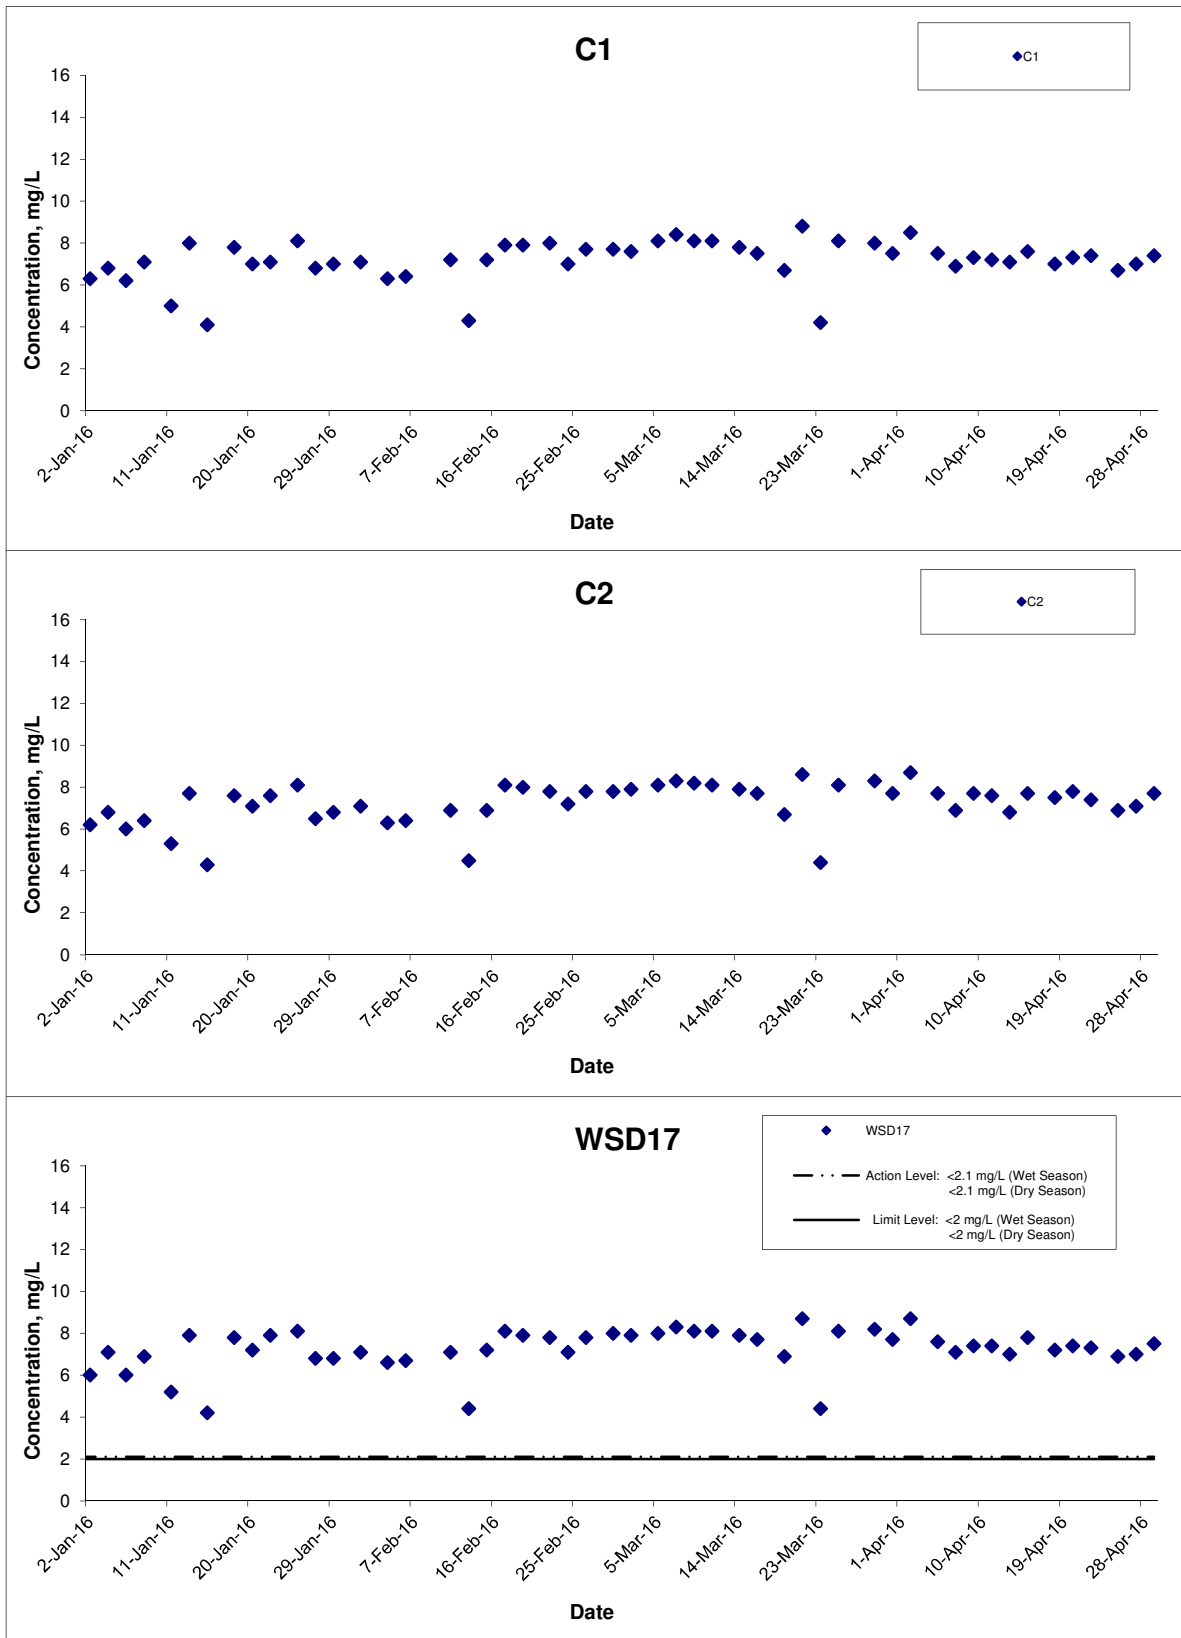 C1
C1
16
14
12
10
8
6
4
2
0
Concentration, mg/L
2-Jan-16
11-Jan-16
20-Jan-16
29-Jan-16
7-Feb-16
16-Feb-16
25-Feb-16
5-Mar-16
14-Mar-16
23-Mar-16
1-Apr-16
10-Apr-16
19-Apr-16
28-Apr-16
Date
C2
C2
16
14
12
10
8
6
4
2
0
Concentration, mg/L
2-Jan-16
11-Jan-16
20-Jan-16
29-Jan-16
7-Feb-16
16-Feb-16
25-Feb-16
5-Mar-16
14-Mar-16
23-Mar-16
1-Apr-16
10-Apr-16
19-Apr-16
28-Apr-16
Date
WSD17
WSD17
Action Level: <2.1 mg/L (Wet Season)
<2.1 mg/L (Dry Season)
Limit Level: <2 mg/L (Wet Season)
<2 mg/L (Dry Season)
16
14
12
10
8
6
4
2
0
Concentration, mg/L
2-Jan-16
11-Jan-16
20-Jan-16
29-Jan-16
7-Feb-16
16-Feb-16
25-Feb-16
5-Mar-16
14-Mar-16
23-Mar-16
1-Apr-16
10-Apr-16
19-Apr-16
28-Apr-16
Date